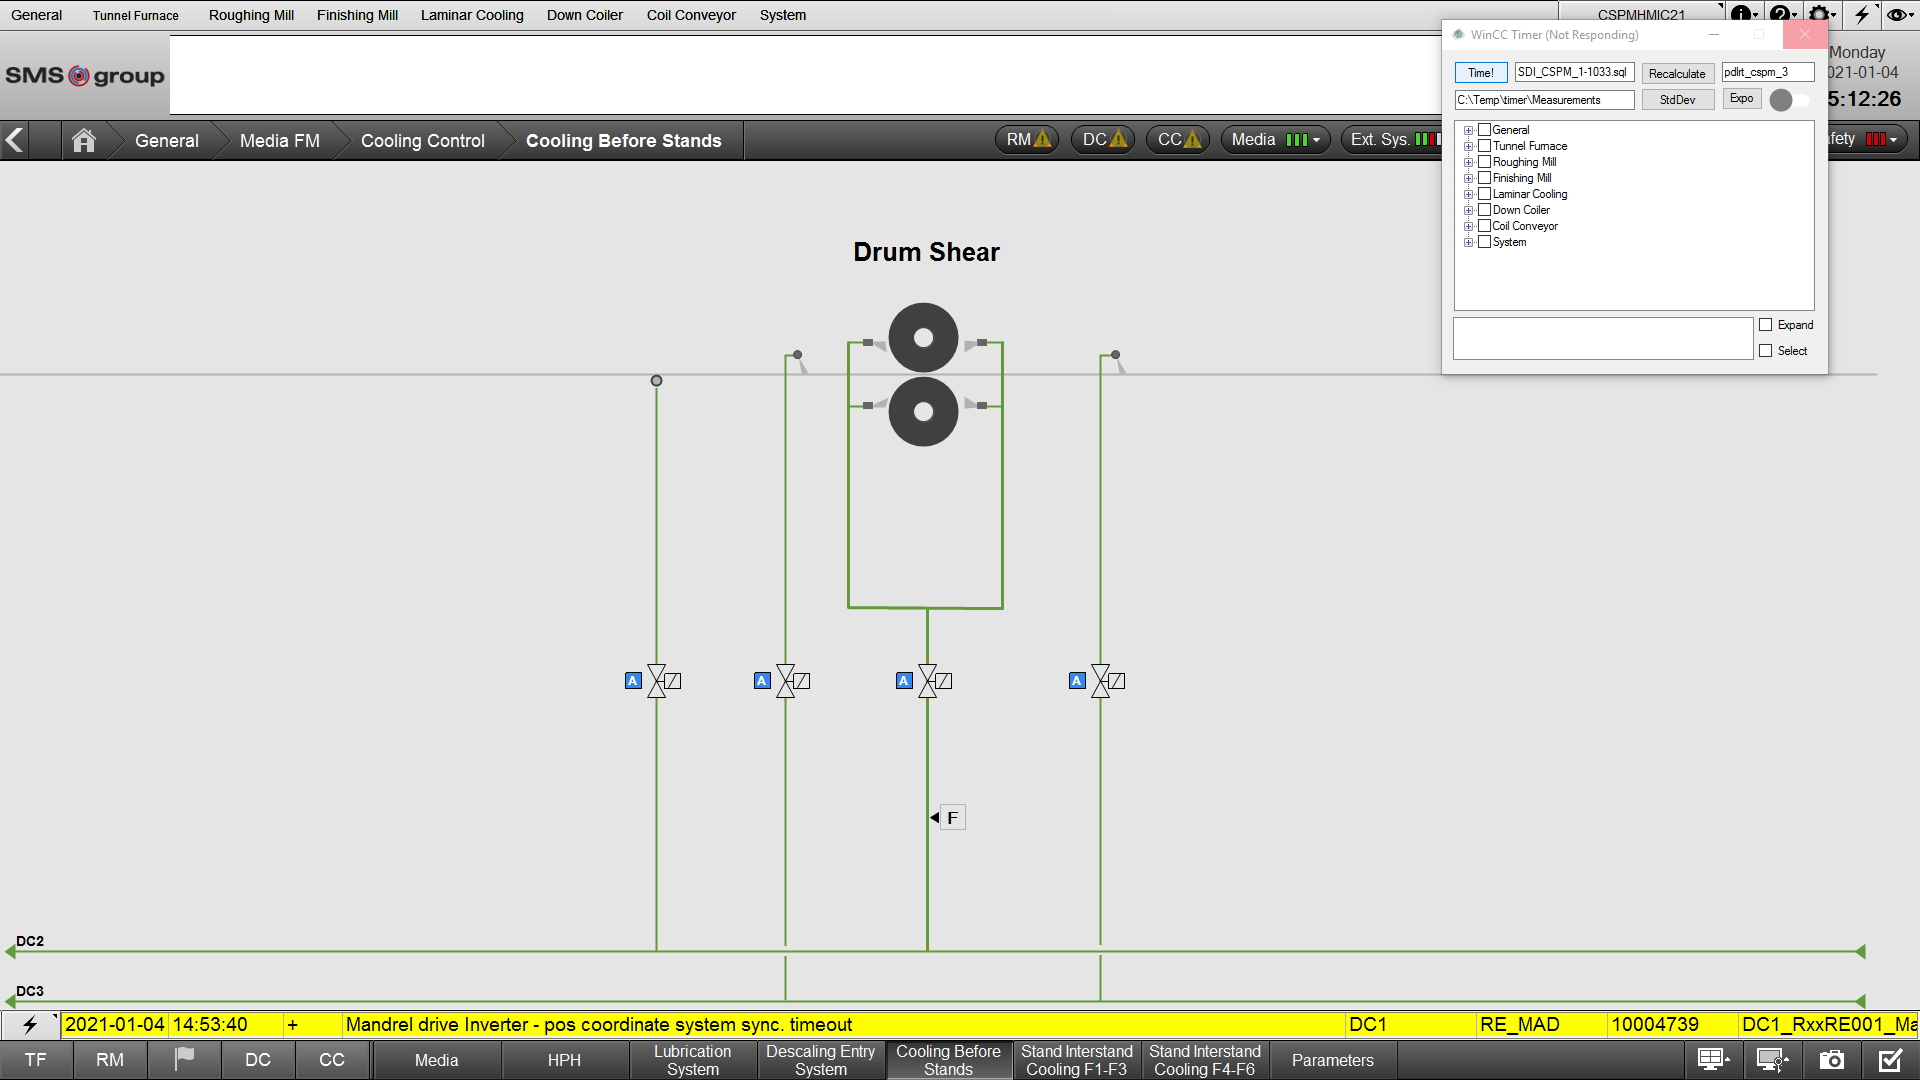 General Tunnel Furnace Roughing Mill Finishing Mill Laminar Cooling Down Coiler Coil Conveyor System CSPMHMIC21
WinCC Timer (Not Responding)
SMS group
Monday
021-01-04
5:12:26
Time! SDI_CSPM_1-1033.sql Recalculate pdlrt_cspm_3
C:\Temp\timer\Measurements StdDev Expo
General Media FM Cooling Control Cooling Before Stands RM DC CC Media Ext. Sys. fety
General
Tunnel Furnace
Roughing Mill
Finishing Mill
Laminar Cooling
Down Coiler
Coil Conveyor
System
Expand
Select
Drum Shear
A A A A
F
DC2
DC3
2021-01-04 14:53:40 + Mandrel drive Inverter - pos coordinate system sync. timeout DC1 RE_MAD 10004739 DC1_RxxRE001_Ma
TF RM DC CC Media HPH Lubrication System Descaling Entry System Cooling Before Stands Stand Interstand Cooling F1-F3 Stand Interstand Cooling F4-F6 Parameters